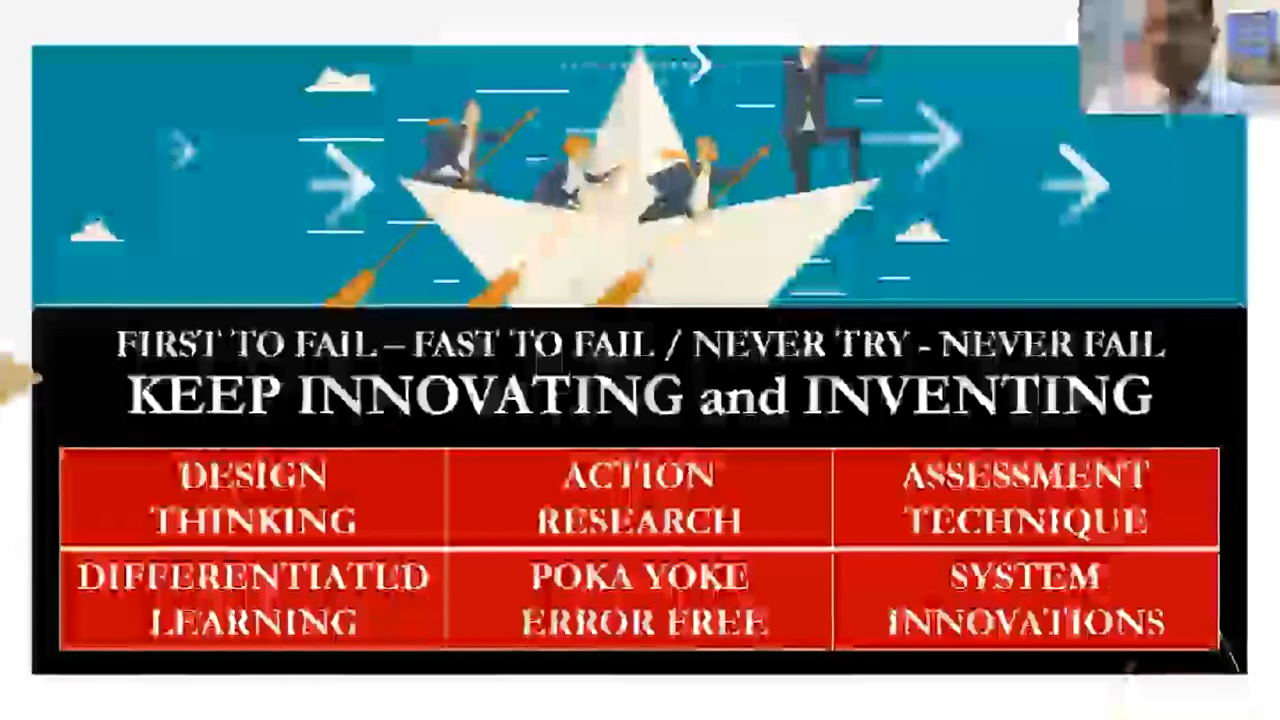 FIRST TO FAIL – FAST TO FAIL / NEVER TRY - NEVER FAIL
KEEP INNOVATING and INVENTING
DESIGN THINKING
ACTION RESEARCH
ASSESSMENT TECHNIQUE
DIFFERENTIATED LEARNING
POKA YOKE ERROR FREE
SYSTEM INNOVATIONS